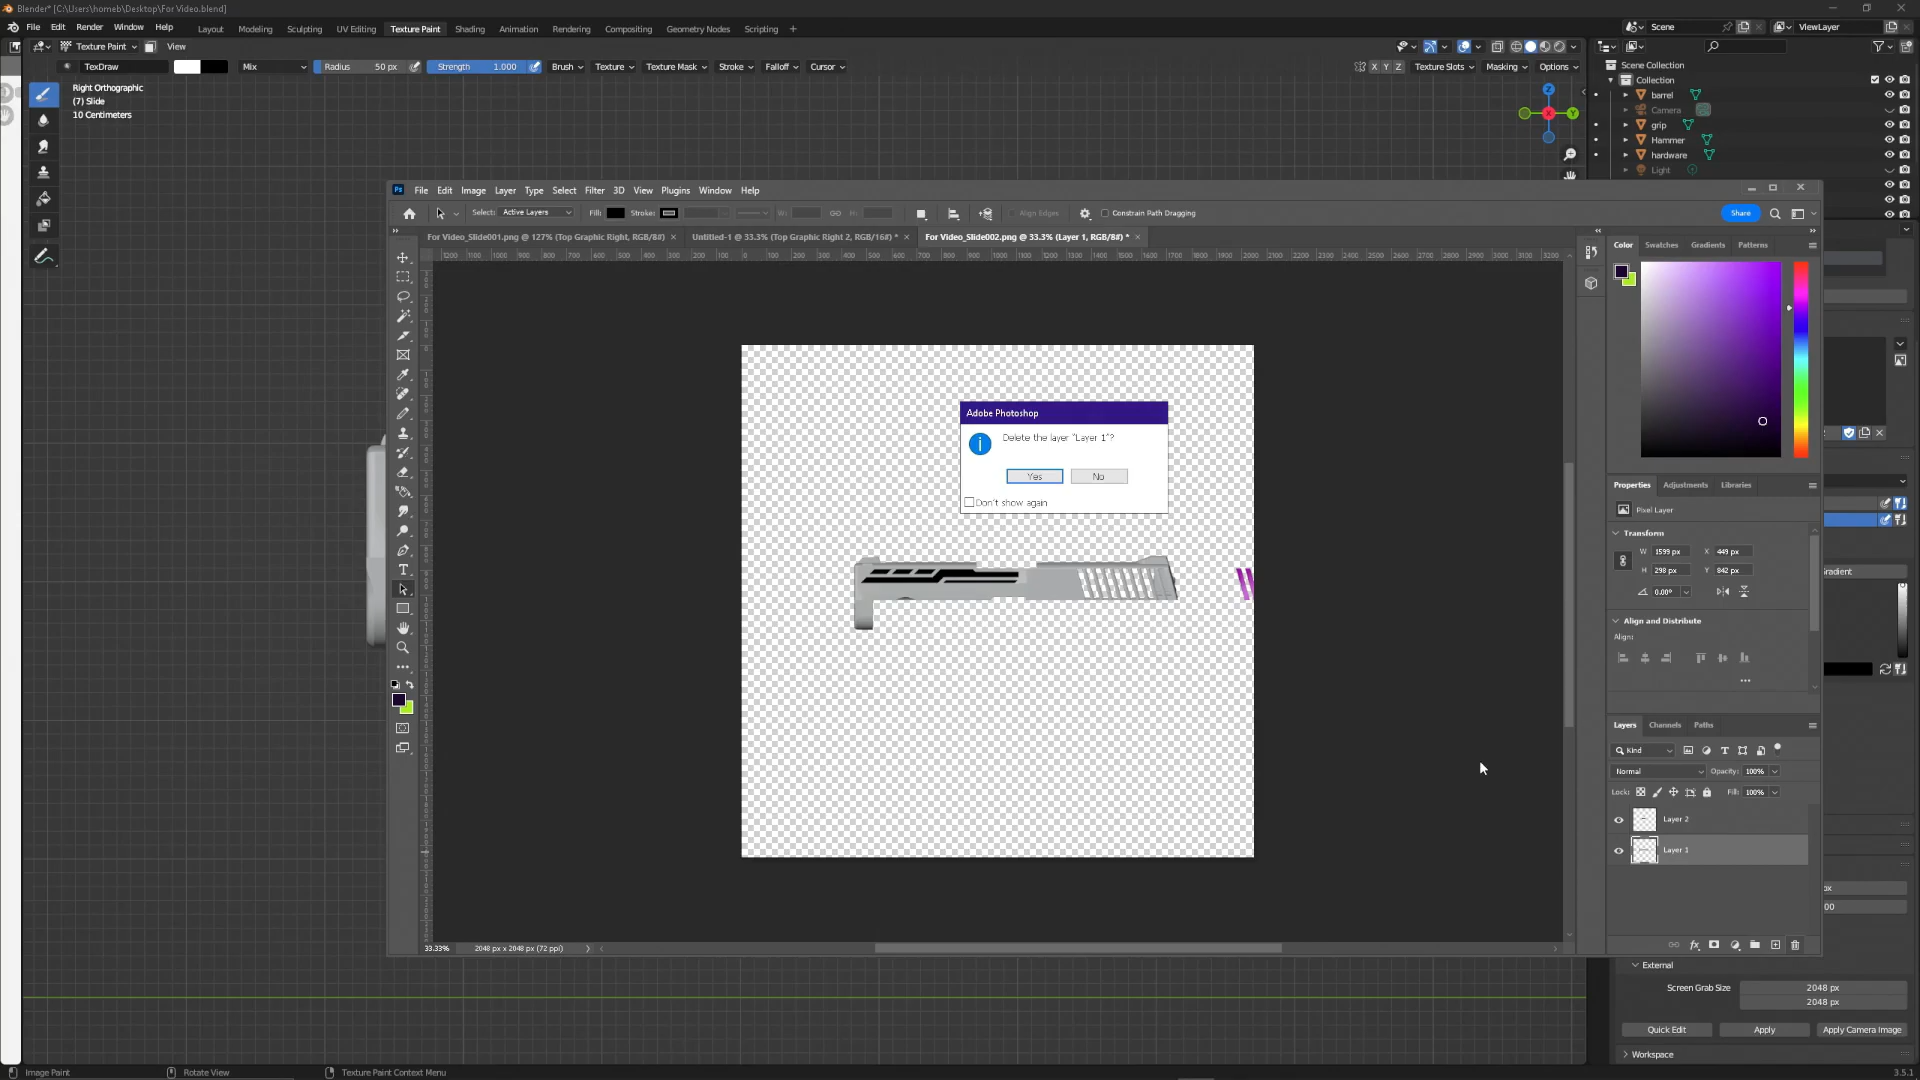 Blender* [C:\Users\homeb\Desktop\For Video.blend]
File Edit Render Window Help Layout Modeling Sculpting UV Editing Texture Paint Shading Animation Rendering Compositing Geometry Nodes Scripting + Scene ViewLayer
Texture Paint View
TexDraw Mix Radius 50 px Strength 1.000 Brush Texture Texture Mask Stroke Falloff Cursor X Y Z Texture Slots Masking Options
Right Orthographic
(7) Slide
10 Centimeters
Z
X
Y
Scene Collection
Collection
barrel
Camera
grip
Hammer
hardware
Light
Ps File Edit Image Layer Type Select Filter 3D View Plugins Window Help
Select: Active Layers Fill: Stroke: W: H: Align Edges Constrain Path Dragging Share
For Video_Slide001.png @ 127% (Top Graphic Right, RGB/8#) × Untitled-1 @ 33.3% (Top Graphic Right 2, RGB/16#) * × For Video_Slide002.png @ 33.3% (Layer 1, RGB/8#) * ×
Color Swatches Gradients Patterns
Adobe Photoshop
Delete the layer "Layer 1"?
Yes No
Don't show again
Properties Adjustments Libraries
Pixel Layer
Transform
W 1599 px X 449 px
H 298 px Y 842 px
0.00°
Align and Distribute
Align:
Layers Channels Paths
Kind
Normal Opacity: 100%
Lock: Fill: 100%
Layer 2
Layer 1
33.33% 2048 px x 2048 px (72 ppi)
Gradient
External
Screen Grab Size 2048 px
2048 px
Quick Edit Apply Apply Camera Image
Workspace
Image Paint Rotate View Texture Paint Context Menu 3.5.1